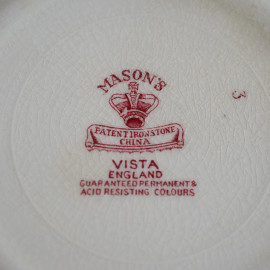 MASON'S
PATENT IRONSTONE
CHINA
VISTA
ENGLAND
GUARANTEED PERMANENT &
ACID RESISTING COLOURS
3